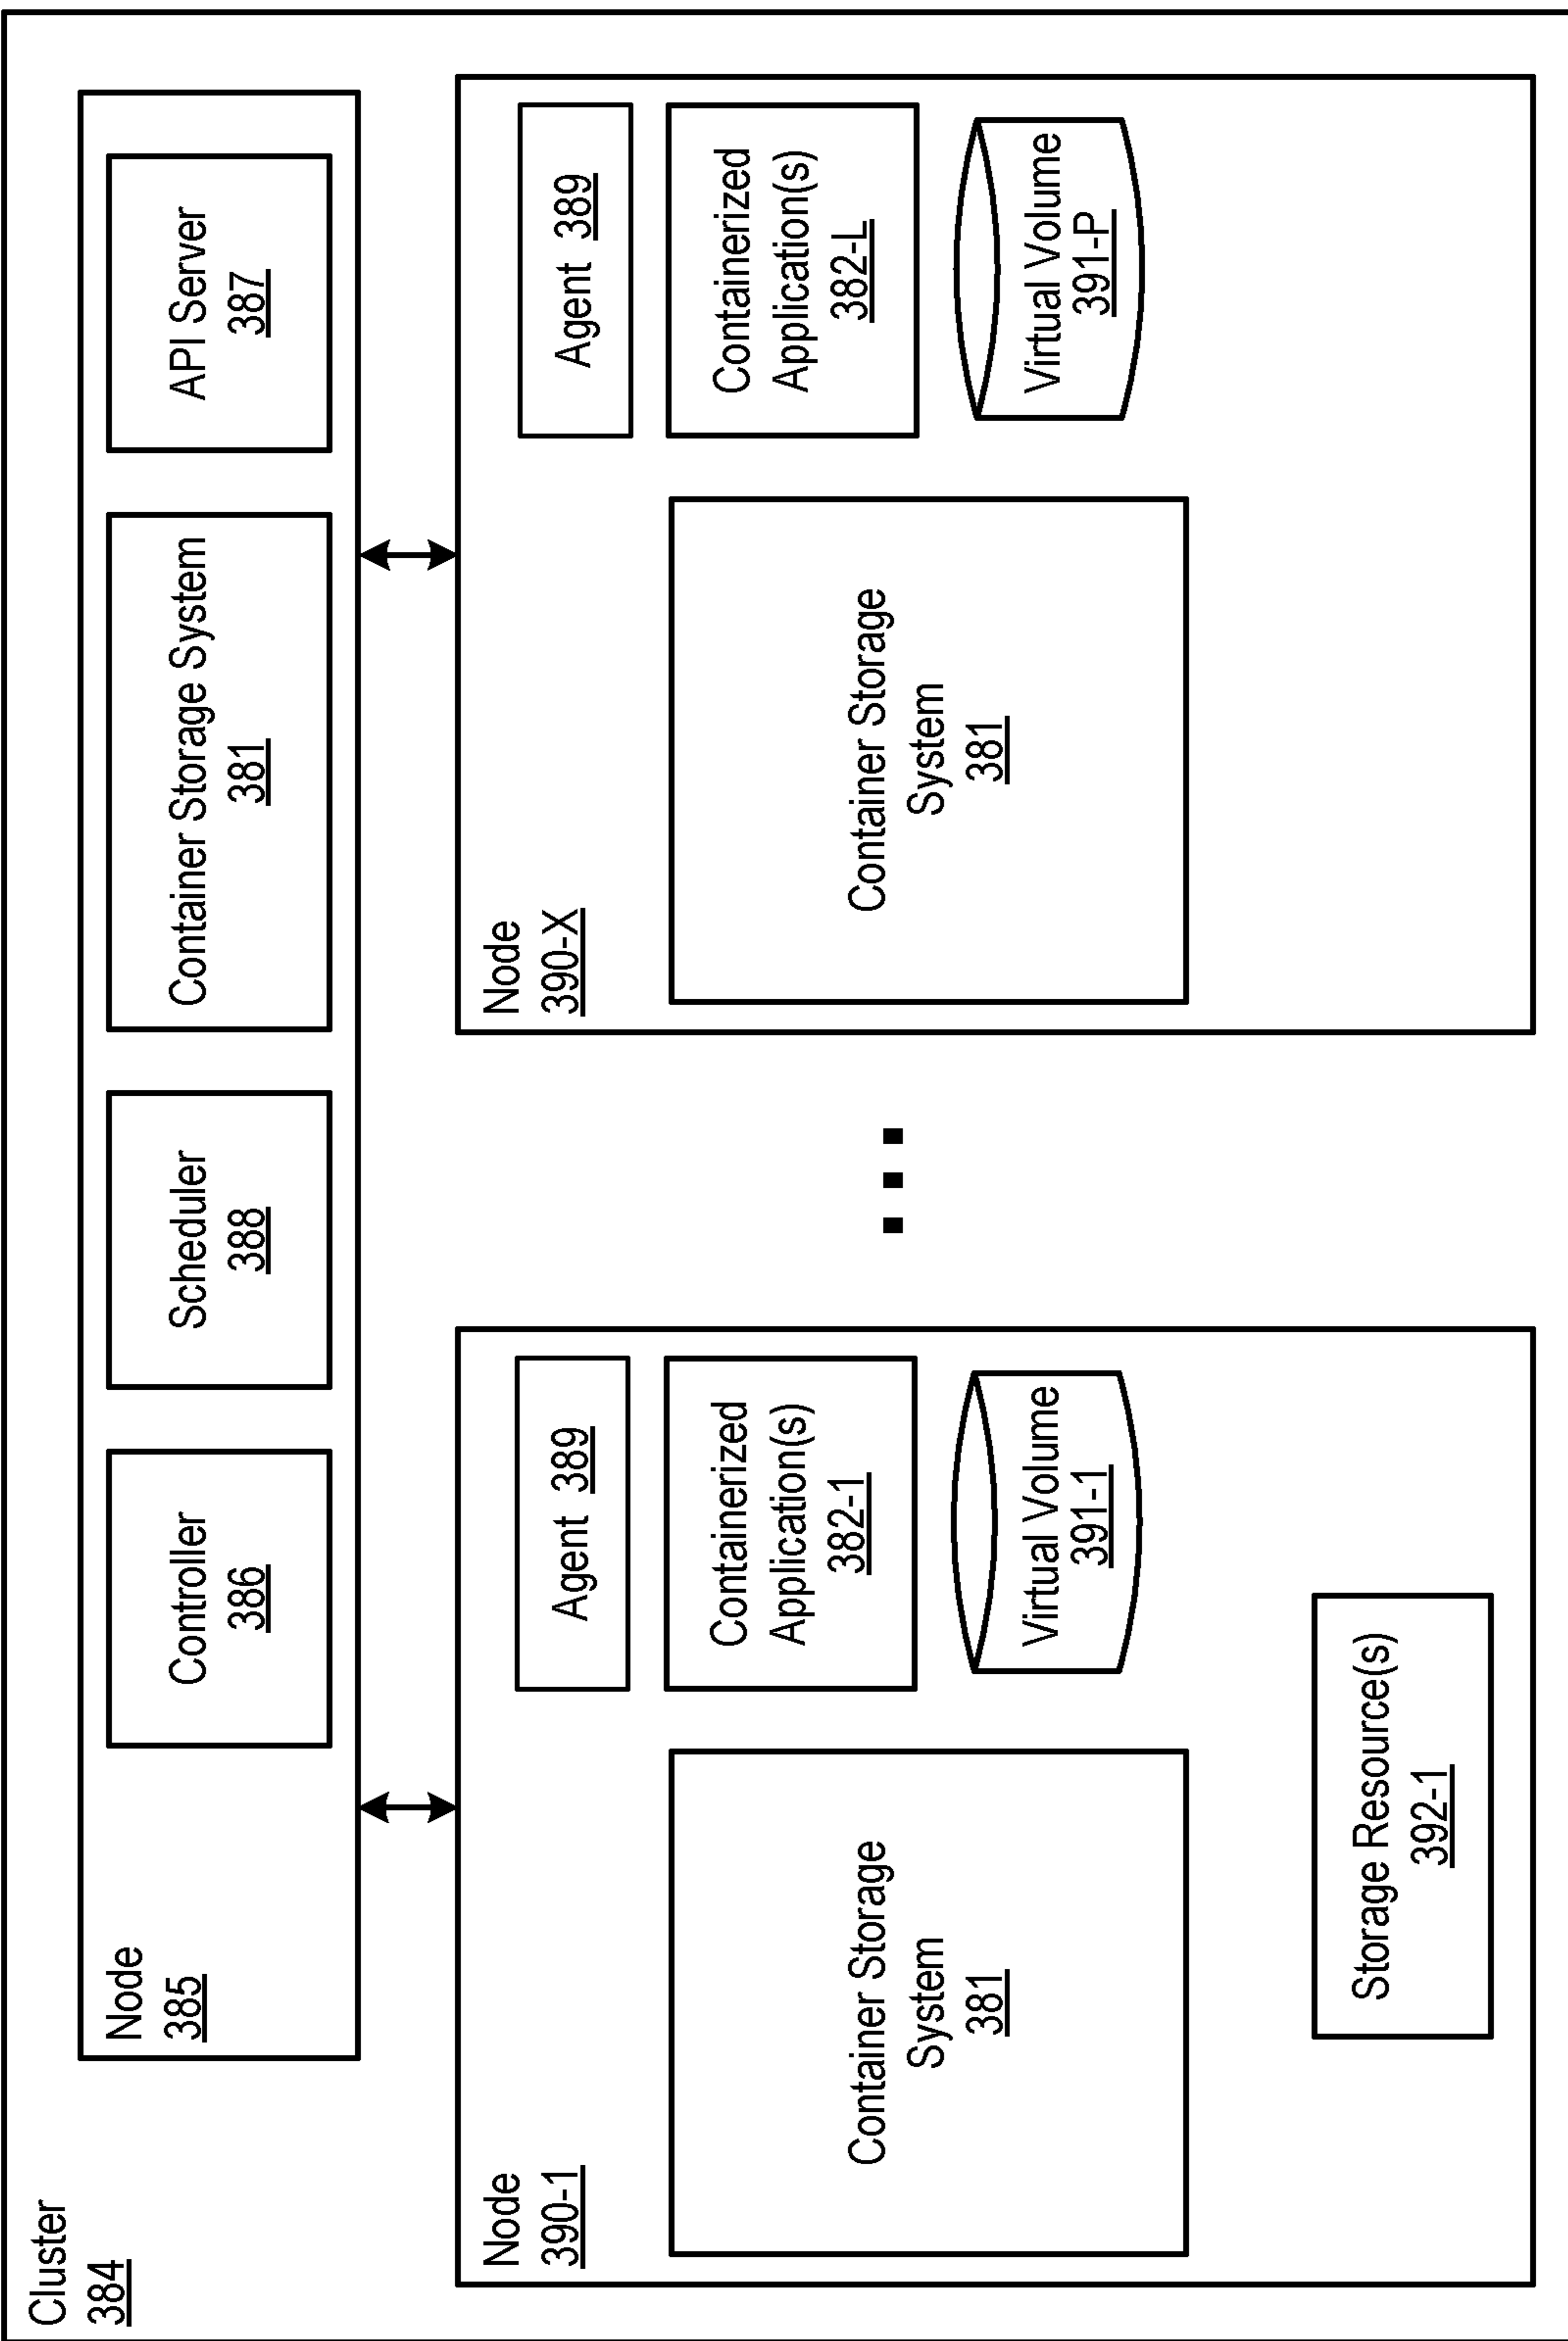 Cluster
384
Node
385
Controller
386
Scheduler
388
Container Storage System
381
API Server
387
Node
390-1
Agent 389
Container Storage
System
381
Containerized
Application(s)
382-1
Virtual Volume
391-1
Storage Resource(s)
392-1
Node
390-X
Agent 389
Container Storage
System
381
Containerized
Application(s)
382-L
Virtual Volume
391-P